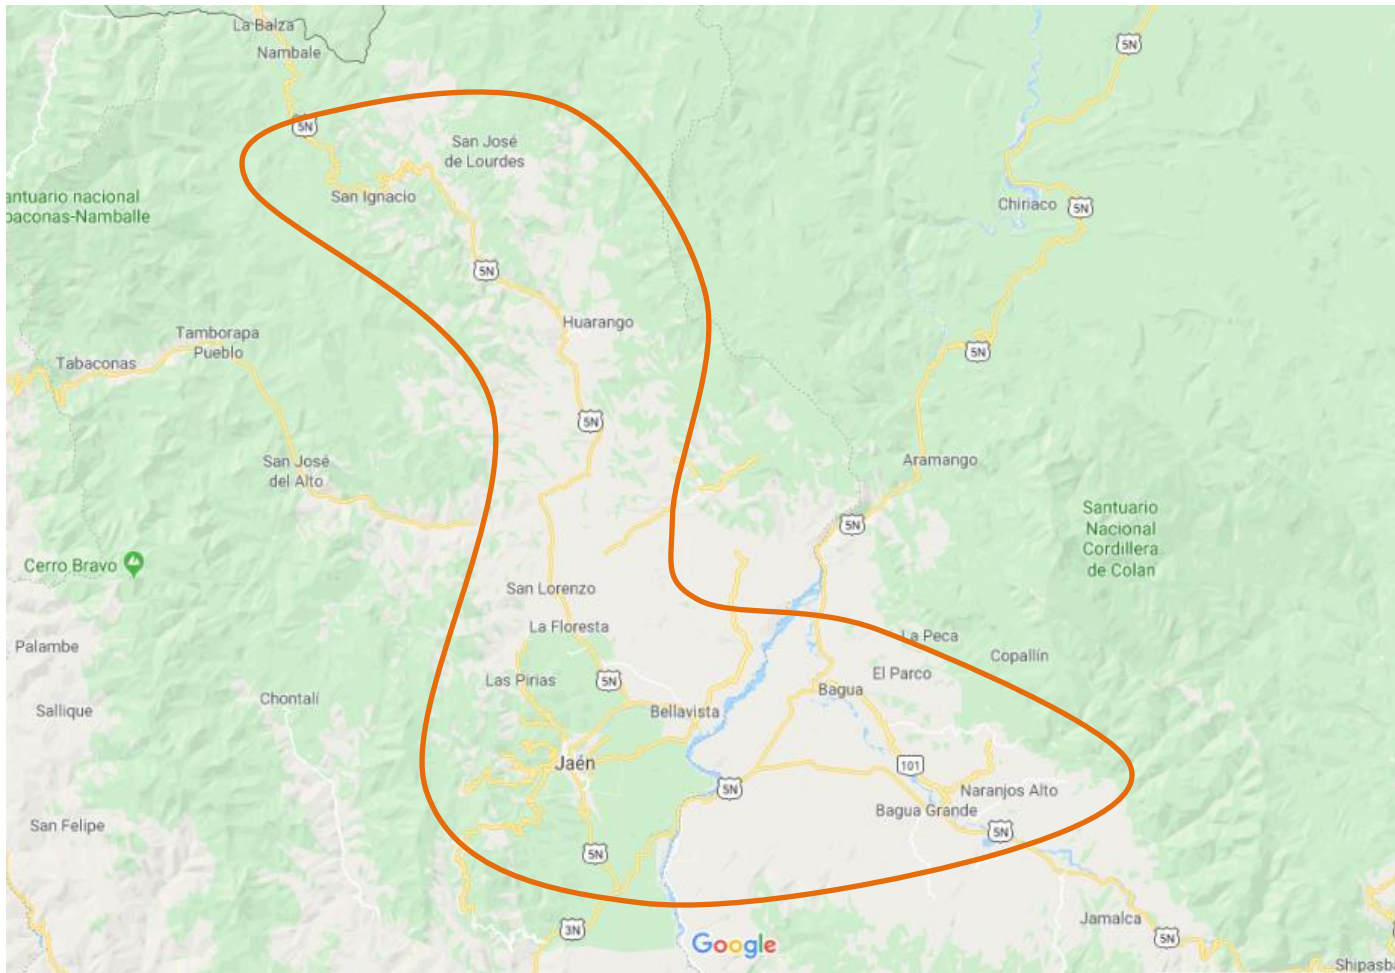 La Balza
Nambale
5N
5N
San José
de Lourdes
antuario nacional
baconas-Namballe
San Ignacio
Chiriaco
5N
5N
Huarango
Tamborapa
Pueblo
Tabaconas
5N
5N
San José
del Alto
Aramango
Santuario
Nacional
Cordillera
de Colan
5N
Cerro Bravo
San Lorenzo
La Floresta
La Peca
Palambe
Copallín
El Parco
Las Pirias
5N
Bagua
Chontalí
Sallique
Bellavista
Jaén
101
5N
Naranjos Alto
Bagua Grande
San Felipe
5N
5N
Jamalca
3N
5N
Google
Shipasb